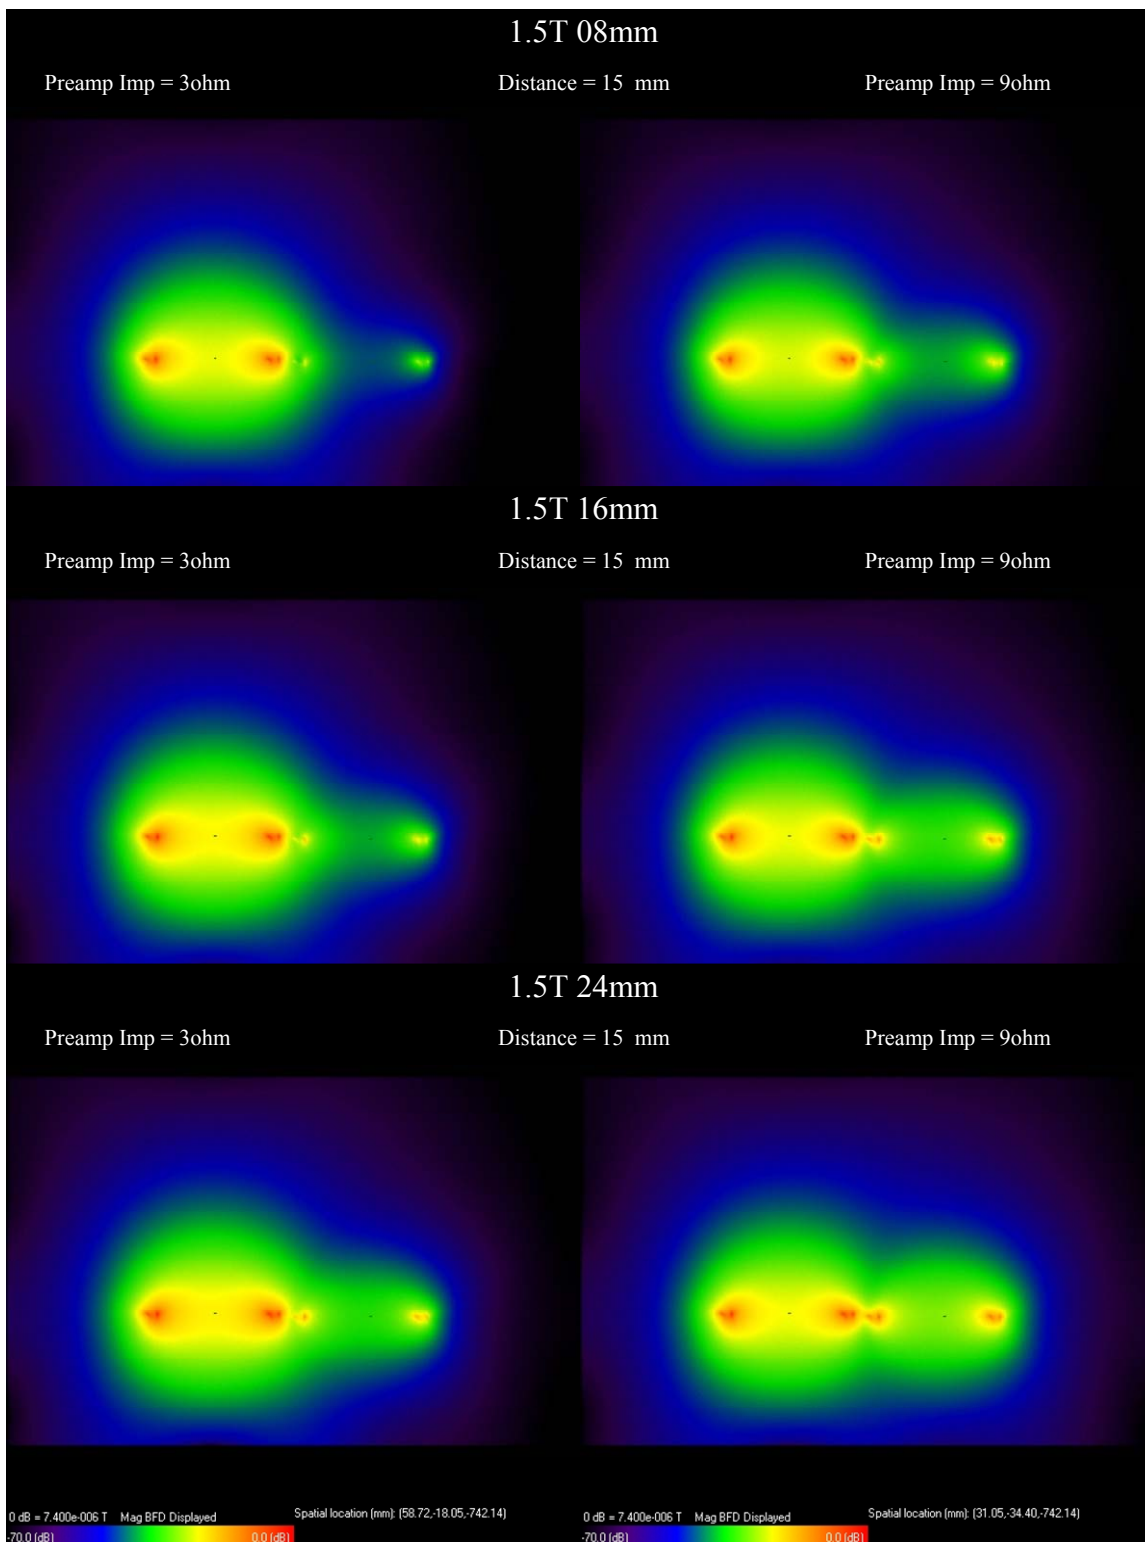 1.5T 08mm
Preamp Imp = 3ohm Distance = 15 mm Preamp Imp = 9ohm
1.5T 16mm
Preamp Imp = 3ohm Distance = 15 mm Preamp Imp = 9ohm
1.5T 24mm
Preamp Imp = 3ohm Distance = 15 mm Preamp Imp = 9ohm
0 dB = 7.400e-006 T Mag BFD Displayed Spatial location (mm): (58.72,-18.05,-742.14) 0 dB = 7.400e-006 T Mag BFD Displayed Spatial location (mm): (31.05,-34.40,-742.14)
-70.0 (dB) 0.0 (dB) -70.0 (dB) 0.0 (dB)